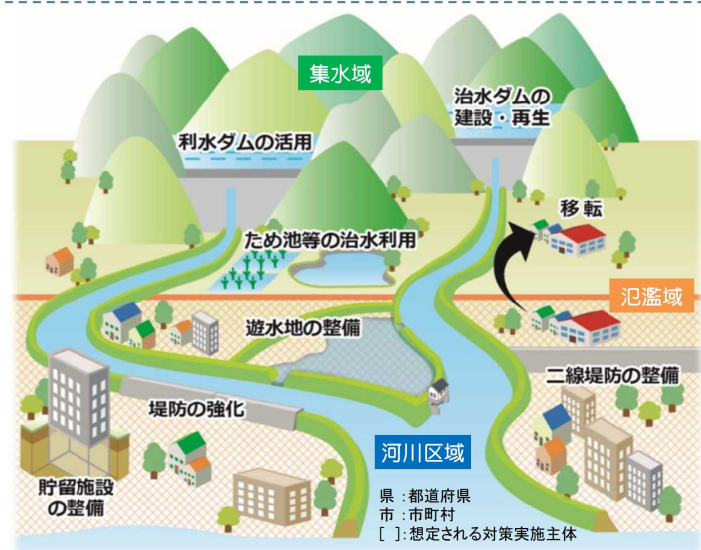 集水域
治水ダムの
建設・再生
利水ダムの活用
移転
ため池等の治水利用
氾濫域
遊水地の整備
二線堤防の整備
堤防の強化
河川区域
貯留施設
の整備
県：都道府県
市：市町村
[ ]：想定される対策実施主体